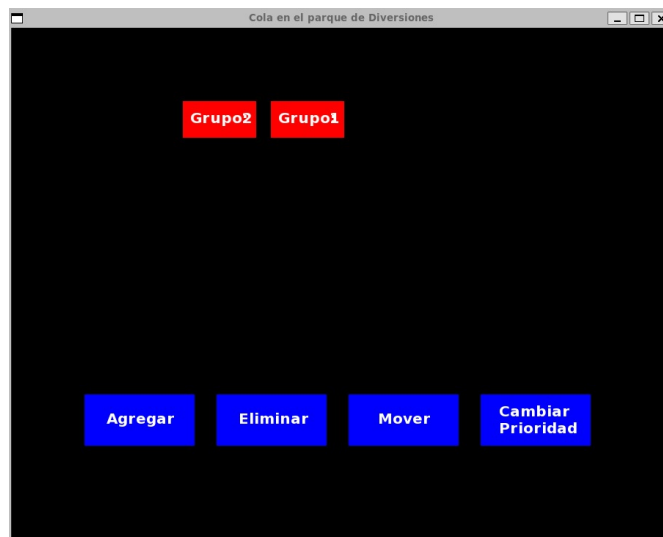 Cola en el parque de Diversiones
Grupo2 Grupo1
Agregar Eliminar Mover Cambiar
Prioridad